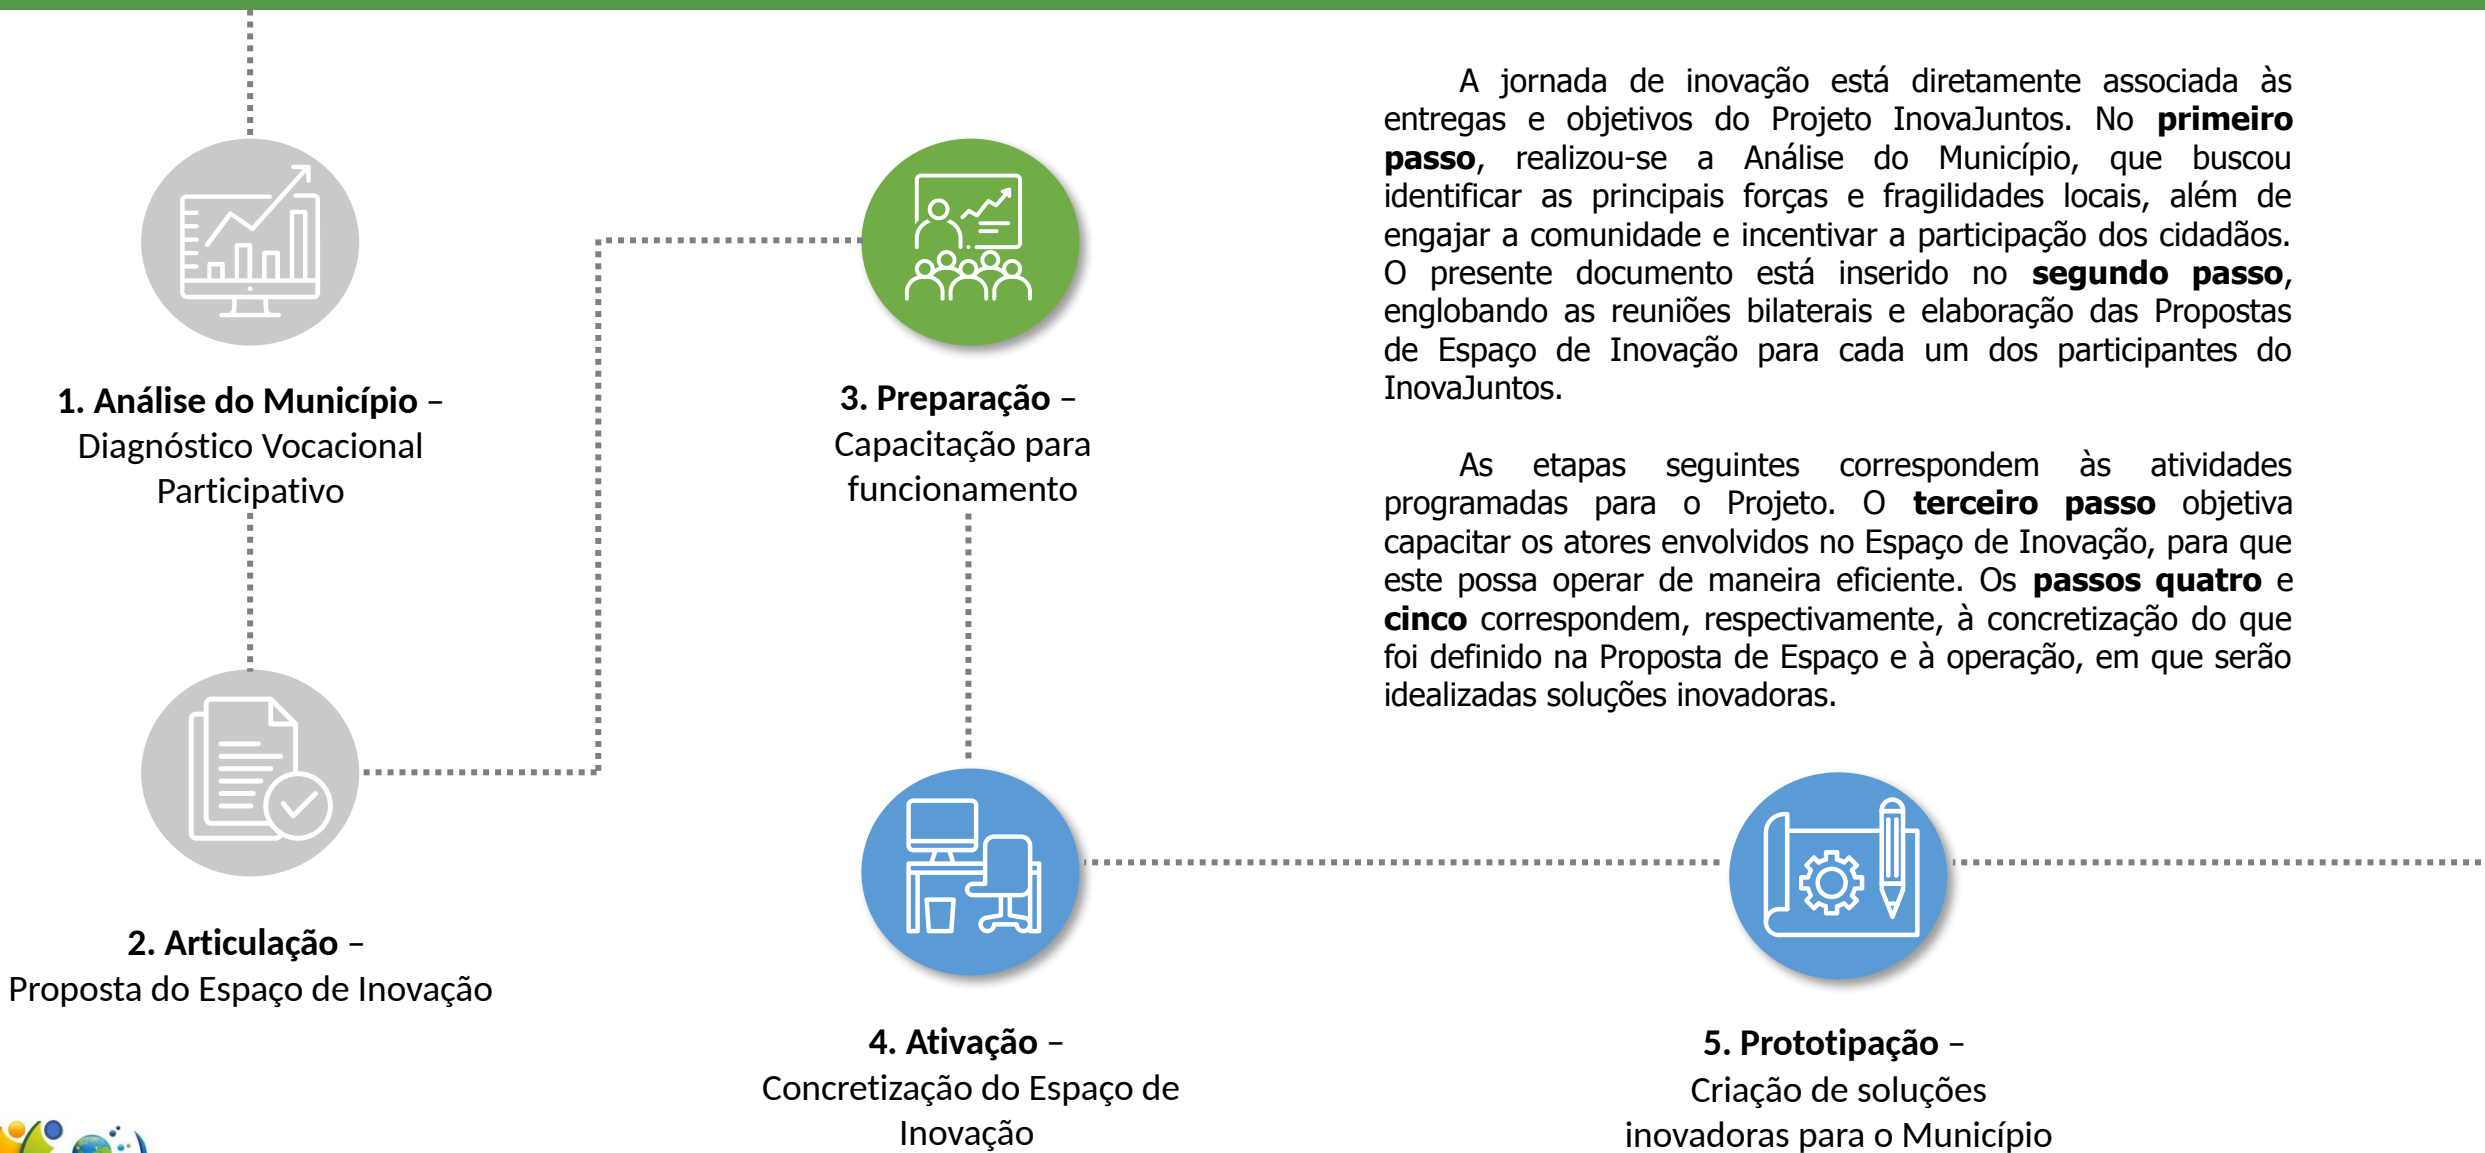 1. Análise do Município –
Diagnóstico Vocacional
Participativo
2. Articulação –
Proposta do Espaço de Inovação
3. Preparação –
Capacitação para
funcionamento
4. Ativação –
Concretização do Espaço de
Inovação
5. Prototipação –
Criação de soluções
inovadoras para o Município
A jornada de inovação está diretamente associada às
entregas e objetivos do Projeto InovaJuntos. No primeiro
passo, realizou-se a Análise do Município, que buscou
identificar as principais forças e fragilidades locais, além de
engajar a comunidade e incentivar a participação dos cidadãos.
O presente documento está inserido no segundo passo,
englobando as reuniões bilaterais e elaboração das Propostas
de Espaço de Inovação para cada um dos participantes do
InovaJuntos.
As etapas seguintes correspondem às atividades
programadas para o Projeto. O terceiro passo objetiva
capacitar os atores envolvidos no Espaço de Inovação, para que
este possa operar de maneira eficiente. Os passos quatro e
cinco correspondem, respectivamente, à concretização do que
foi definido na Proposta de Espaço e à operação, em que serão
idealizadas soluções inovadoras.